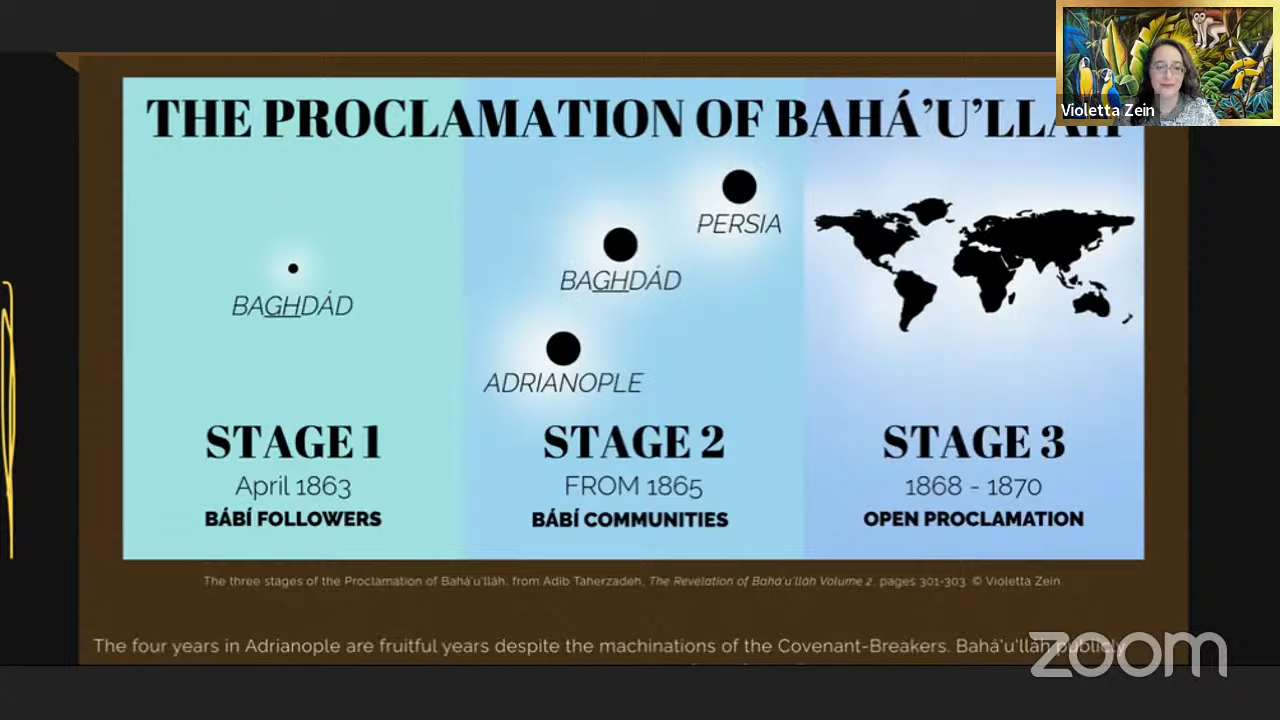 THE PROCLAMATION OF BAHÁ'U'LLÁH
Violetta Zein
PERSIA
BAGHDÁD
BAGHDÁD
ADRIANOPLE
STAGE 1
April 1863
BÁBÍ FOLLOWERS
STAGE 2
FROM 1865
BÁBÍ COMMUNITIES
STAGE 3
1868 - 1870
OPEN PROCLAMATION
The three stages of the Proclamation of Bahá'u'lláh, from Adib Taherzadeh, The Revelation of Bahá'u'lláh Volume 2, pages 301-303. © Violetta Zein
The four years in Adrianople are fruitful years despite the machinations of the Covenant-Breakers. Bahá'u'lláh publicly
zoom